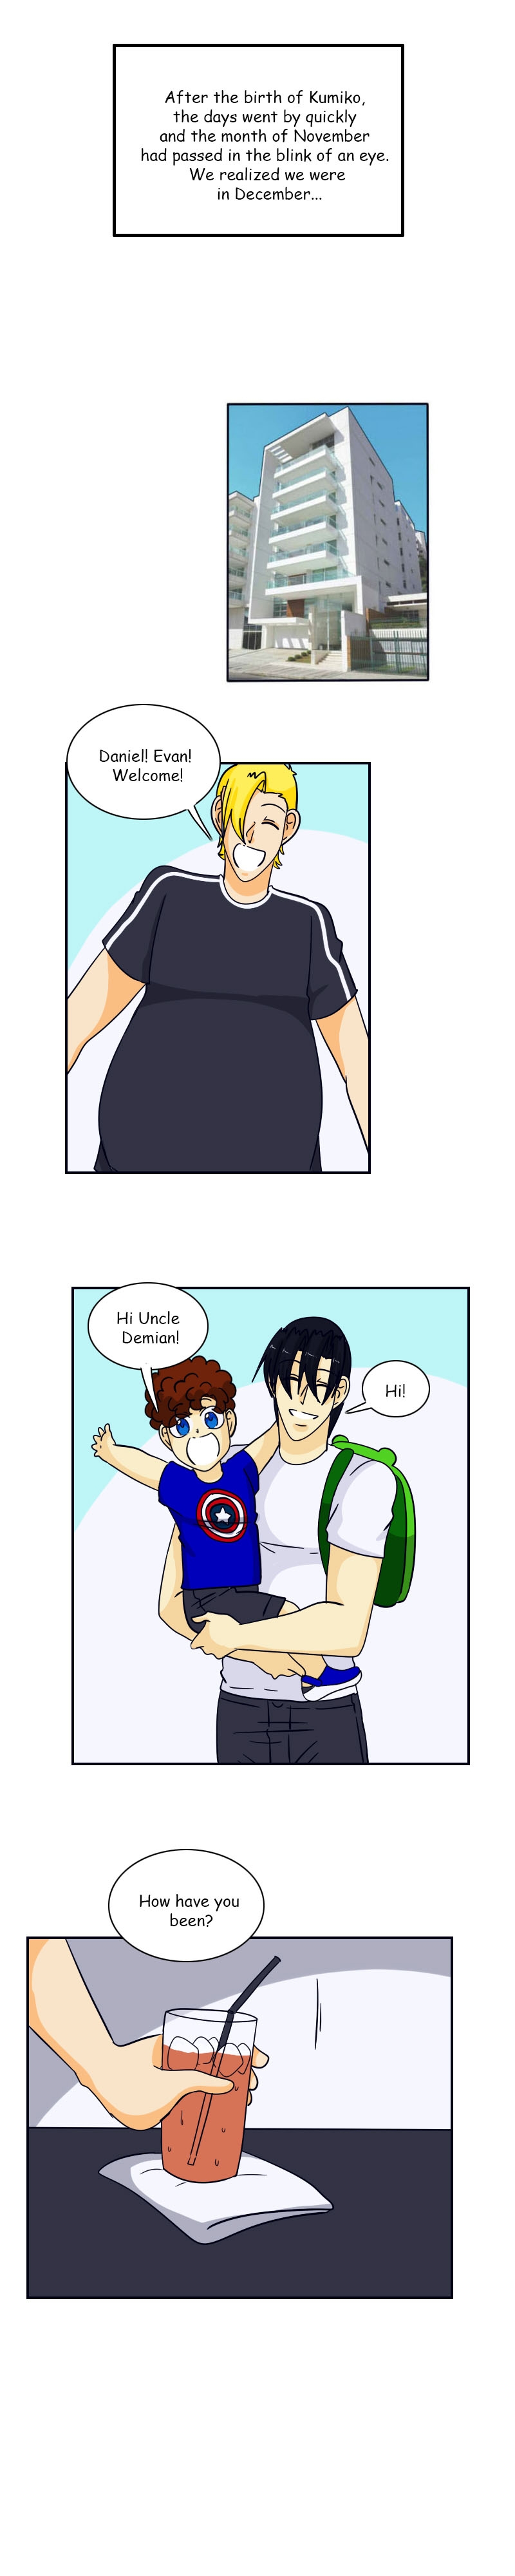 After the birth of Kumiko,
the days went by quickly
and the month of November
had passed in the blink of an eye.
We realized we were
in December...
Daniel! Evan!
Welcome!
Hi Uncle
Demian!
Hi!
How have you
been?